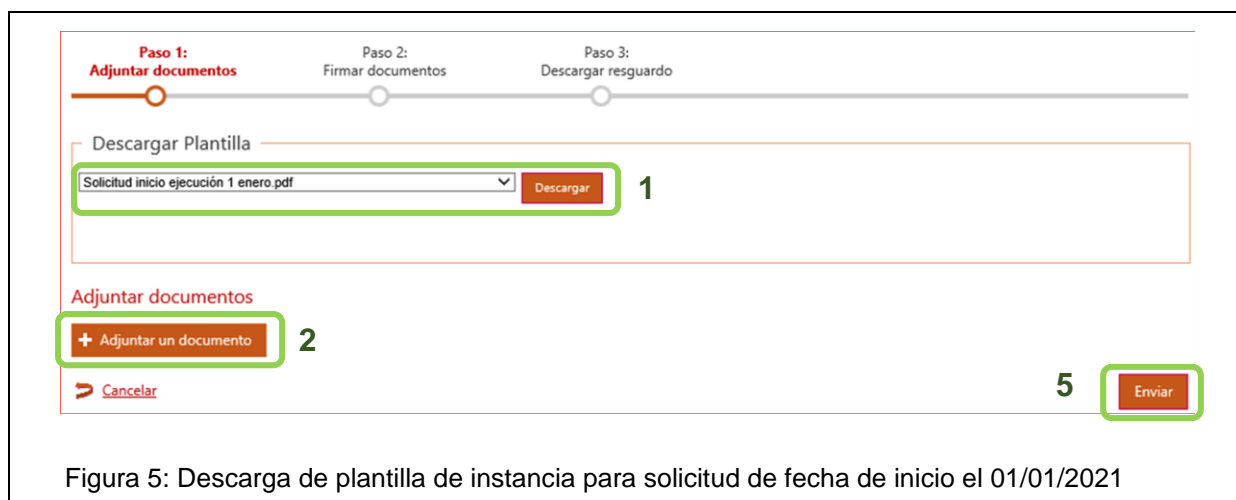 Paso 1:
Adjuntar documentos
Paso 2:
Firmar documentos
Paso 3:
Descargar resguardo
Descargar Plantilla
Solicitud inicio ejecución 1 enero.pdf
Descargar
1
Adjuntar documentos
+ Adjuntar un documento
2
Cancelar
5
Enviar
Figura 5: Descarga de plantilla de instancia para solicitud de fecha de inicio el 01/01/2021